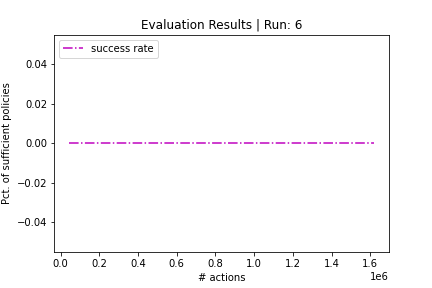 Evaluation Results | Run: 6
success rate
Pct. of sufficient policies
0.04
0.02
0.00
−0.02
−0.04
0.0 0.2 0.4 0.6 0.8 1.0 1.2 1.4 1.6
1e6
# actions